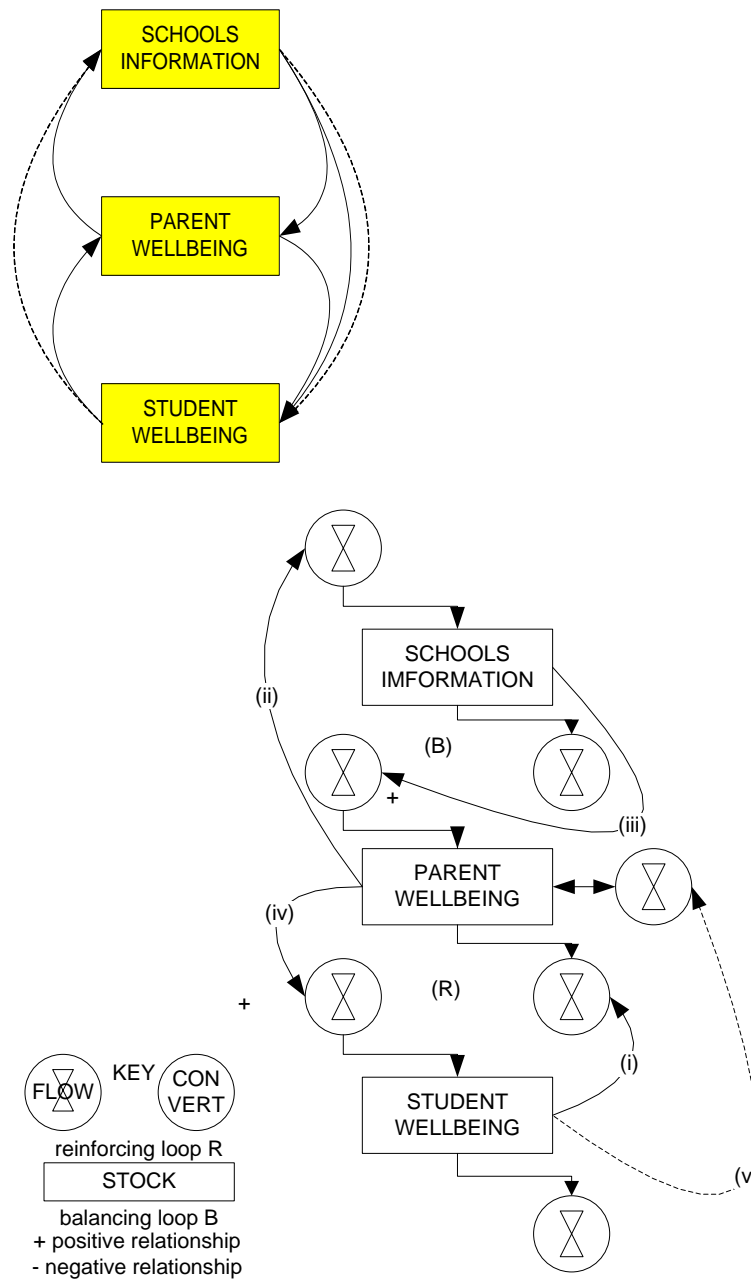 SCHOOLS
INFORMATION
PARENT
WELLBEING
STUDENT
WELLBEING
SCHOOLS
IMFORMATION
(ii)
(B)
+
(iii)
PARENT
WELLBEING
(iv)
(R)
+
(i)
STUDENT
WELLBEING
(v
FLOW
KEY
CON
VERT
reinforcing loop R
STOCK
balancing loop B
+ positive relationship
- negative relationship